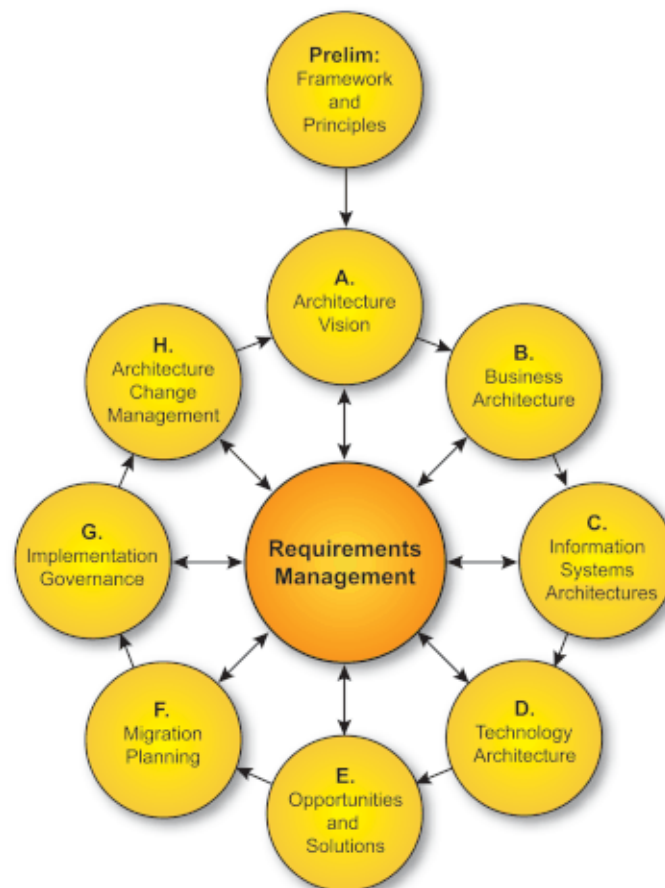 Prelim:
Framework
and
Principles
A.
Architecture
Vision
B.
Business
Architecture
C.
Information
Systems
Architectures
D.
Technology
Architecture
E.
Opportunities
and
Solutions
F.
Migration
Planning
G.
Implementation
Governance
H.
Architecture
Change
Management
Requirements
Management